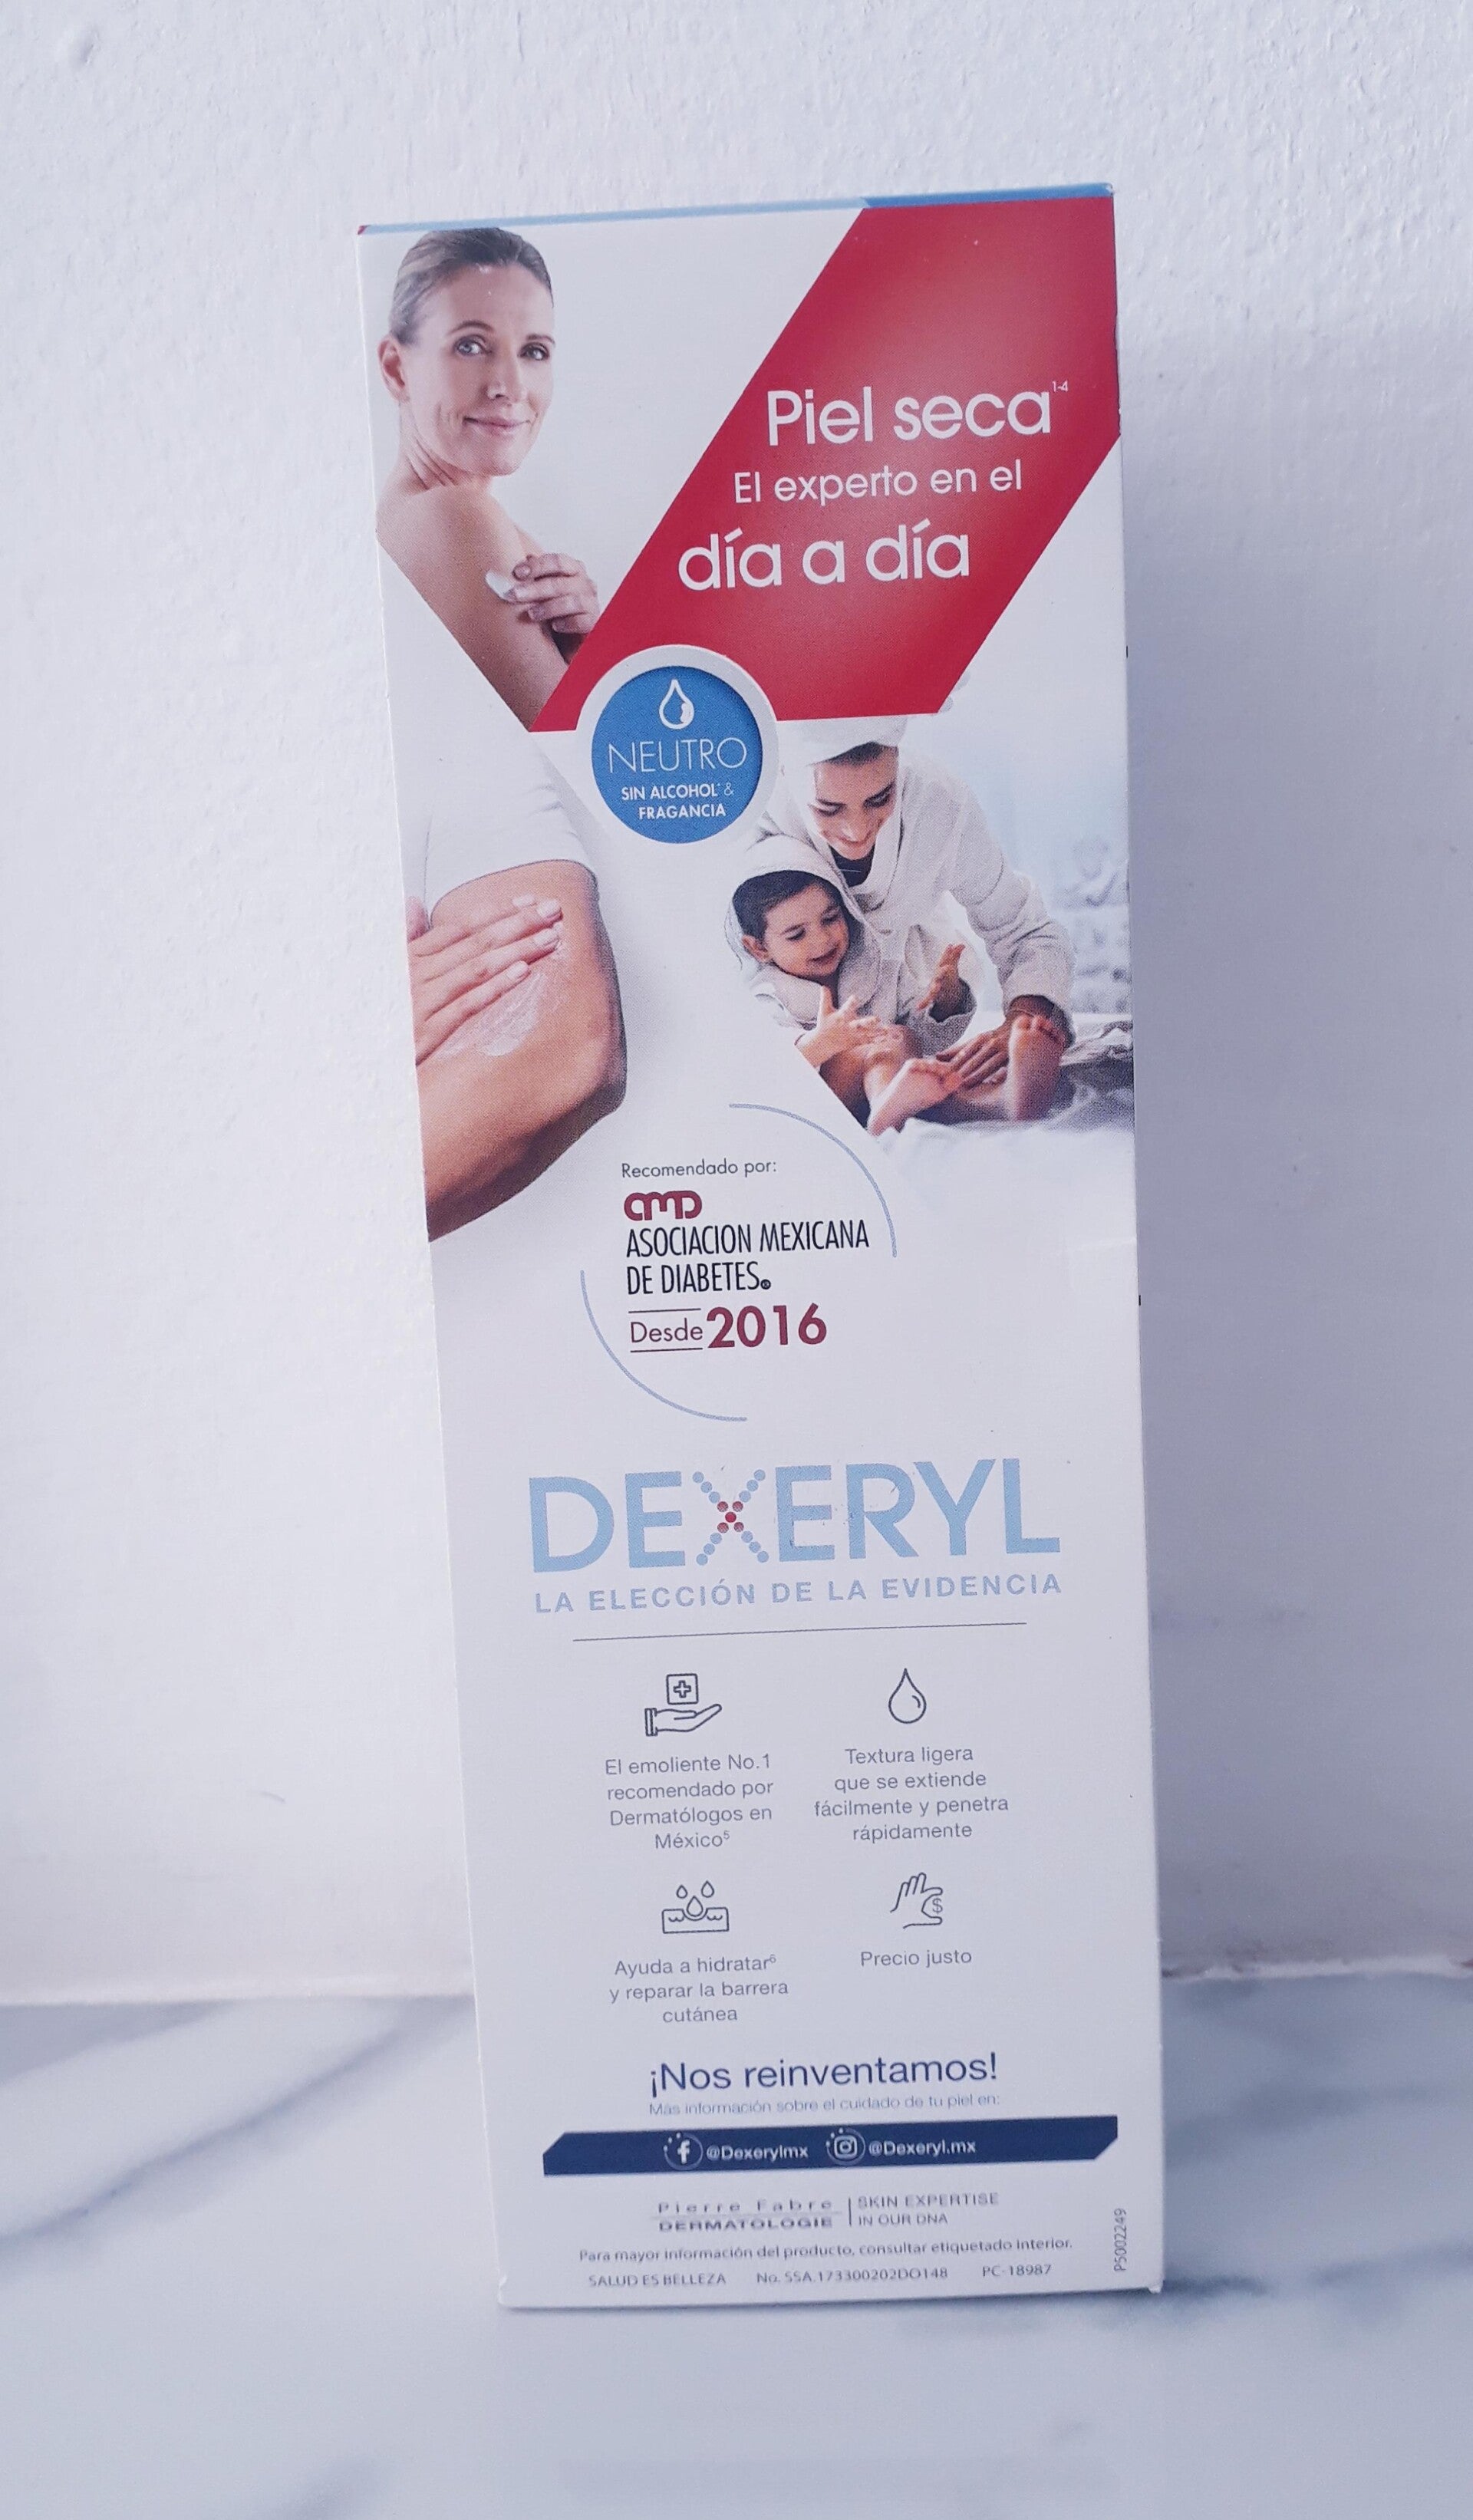 Piel seca¹⁻⁴
El experto en el
día a día
NEUTRO
SIN ALCOHOL* &
FRAGANCIA
Recomendado por:
AMD
ASOCIACION MEXICANA
DE DIABETES®
Desde 2016
DEXERYL
LA ELECCIÓN DE LA EVIDENCIA
El emoliente No.1
recomendado por
Dermatólogos en
México⁵
Textura ligera
que se extiende
fácilmente y penetra
rápidamente
Ayuda a hidratar⁶
y reparar la barrera
cutánea
Precio justo
¡Nos reinventamos!
Más información sobre el cuidado de tu piel en:
@Dexerylmx @Dexeryl.mx
Pierre Fabre
DERMATOLOGIE
SKIN EXPERTISE
IN OUR DNA
Para mayor información del producto, consultar etiquetado interior.
SALUD ES BELLEZA No. SSA.173300202DO148 PC-18987
P5002249